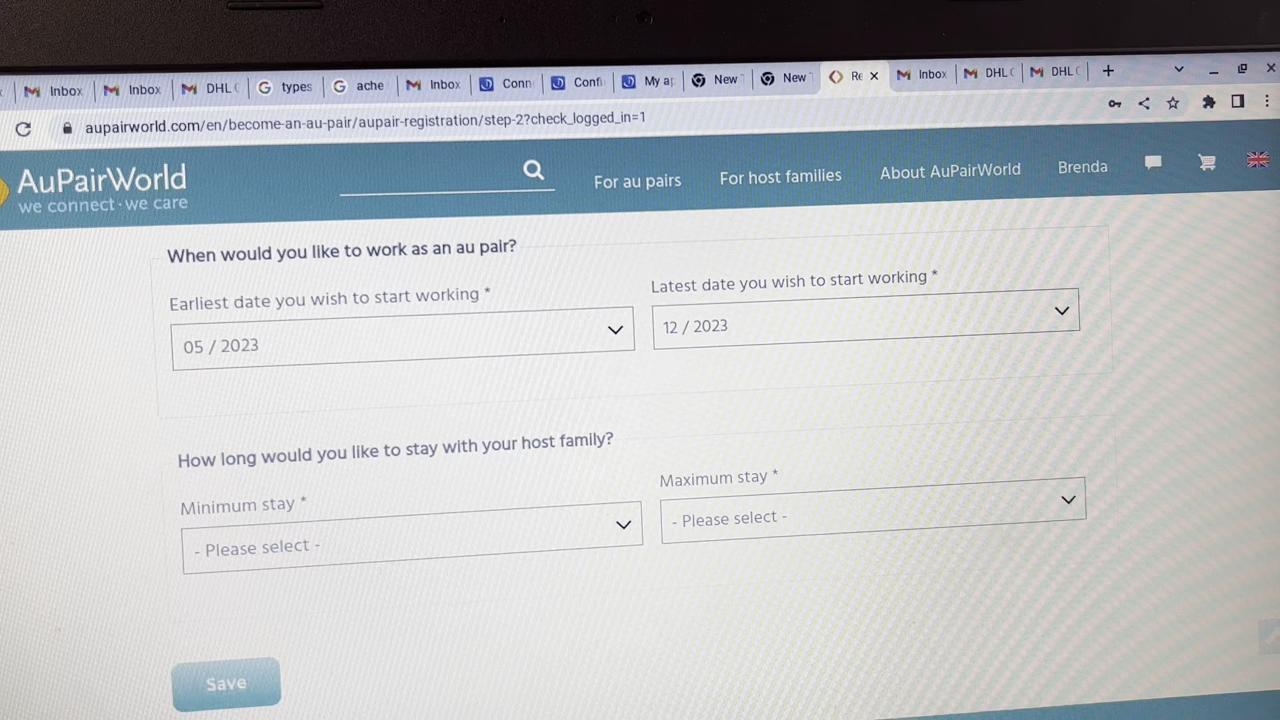 Inbox Inbox DHL types ache Inbox Conn Confi My ap New New Re Inbox DHL DHL
aupairworld.com/en/become-an-au-pair/aupair-registration/step-2?check_logged_in=1
AuPairWorld
we connect·we care
For au pairs For host families About AuPairWorld Brenda
When would you like to work as an au pair?
Earliest date you wish to start working * Latest date you wish to start working *
05 / 2023 12 / 2023
How long would you like to stay with your host family?
Minimum stay * Maximum stay *
- Please select - - Please select -
Save